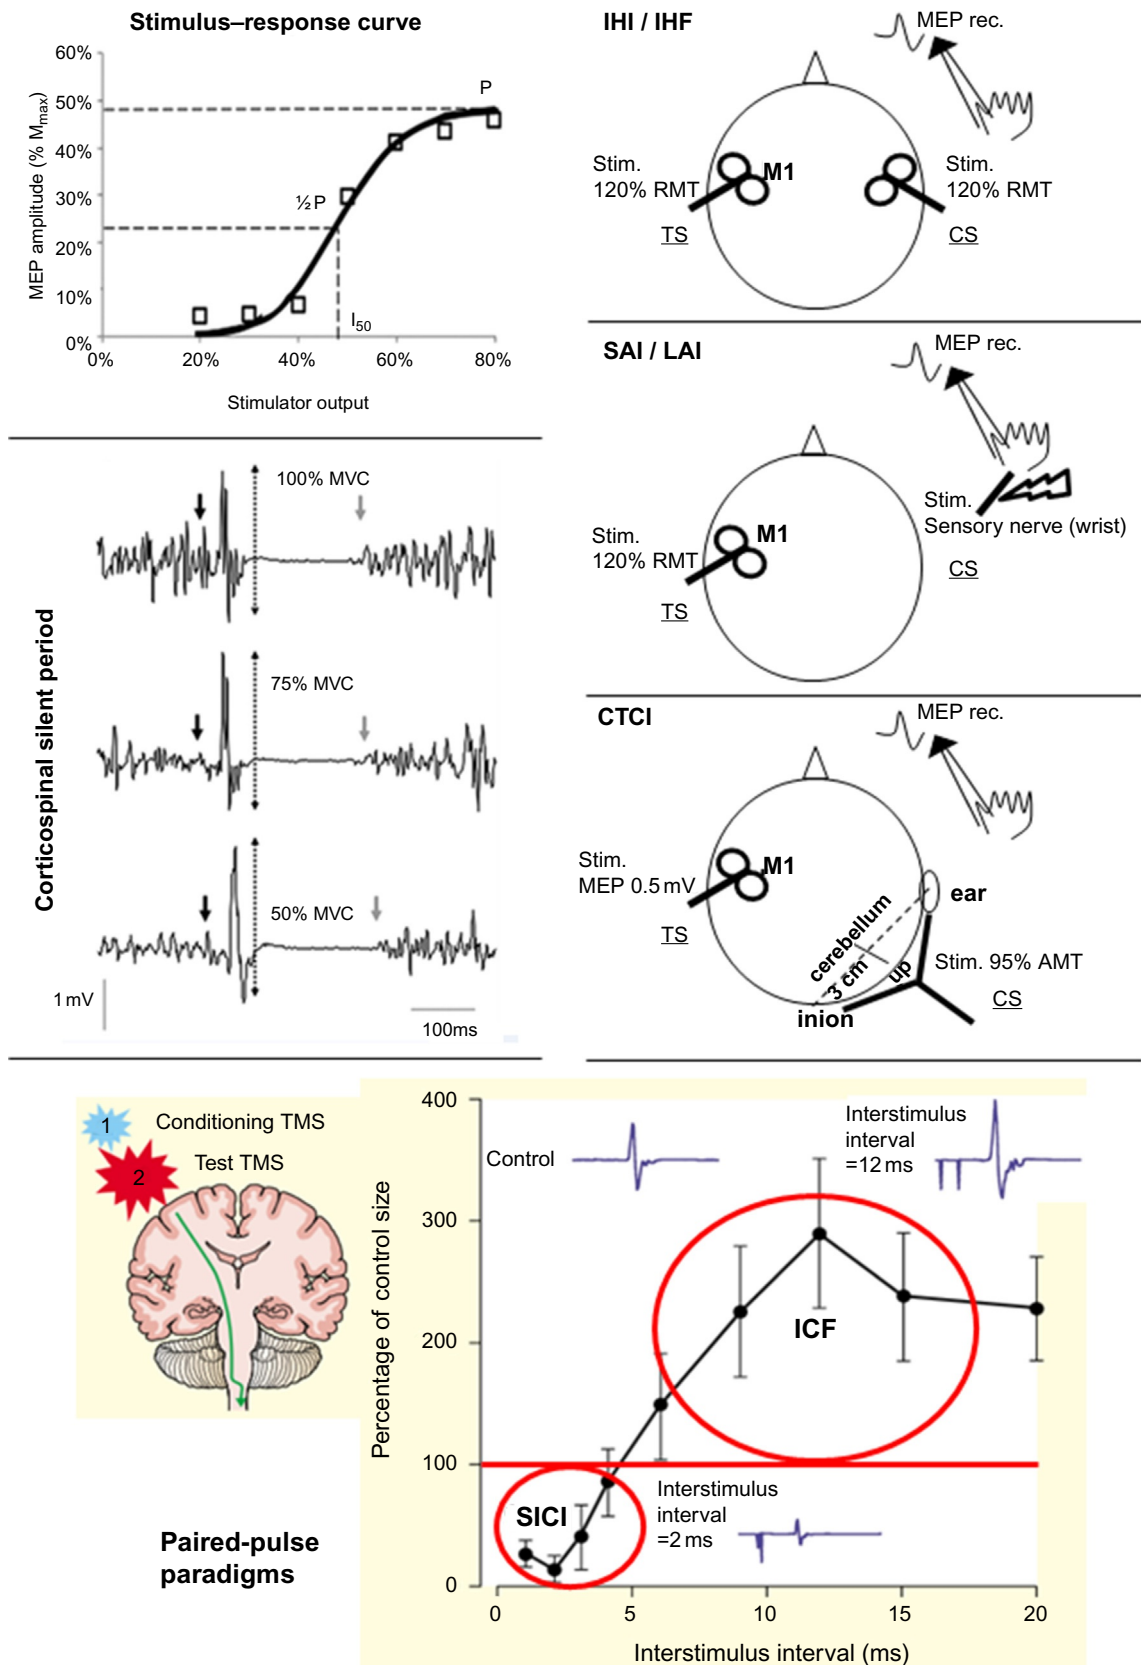 Stimulus–response curve
60%
50%
40%
30%
20%
10%
0%
MEP amplitude (% Mmax)
P
½P
I50
0%
20%
40%
60%
80%
Stimulator output
Corticospinal silent period
100% MVC
75% MVC
50% MVC
1 mV
100ms
IHI / IHF
MEP rec.
Stim.
120% RMT
TS
M1
Stim.
120% RMT
CS
SAI / LAI
MEP rec.
Stim.
120% RMT
TS
M1
Stim.
Sensory nerve (wrist)
CS
CTCI
MEP rec.
Stim.
MEP 0.5 mV
TS
M1
ear
cerebellum
3 cm
up
inion
Stim. 95% AMT
CS
1
Conditioning TMS
2
Test TMS
Paired-pulse
paradigms
Percentage of control size
400
300
200
100
0
Control
Interstimulus
interval
=12 ms
ICF
SICI
Interstimulus
interval
=2 ms
0
5
10
15
20
Interstimulus interval (ms)